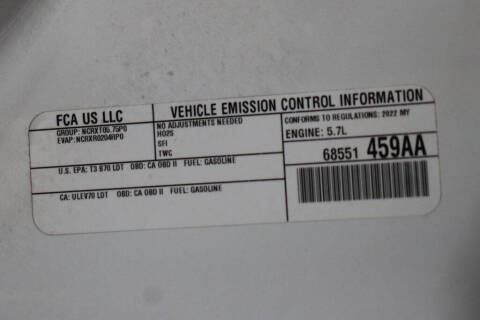 FCA US LLC
VEHICLE EMISSION CONTROL INFORMATION
GROUP: NCRXT05.75P0
EVAP: NCRXR0204RP0
NO ADJUSTMENTS NEEDED
HO2S
SFI
TWC
CONFORMS TO REGULATIONS: 2022 MY
ENGINE: 5.7L
68551 459AA
U.S. EPA: T3 B70 LDT OBD: CA OBD II FUEL: GASOLINE
CA: ULEV70 LDT OBD: CA OBD II FUEL: GASOLINE